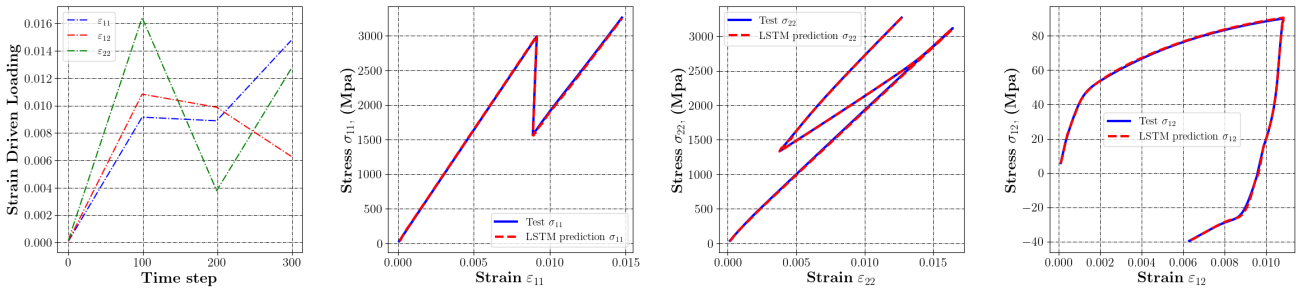 Strain Driven Loading
0.016
0.014
0.012
0.010
0.008
0.006
0.004
0.002
0.000
ε₁₁
ε₁₂
ε₂₂
0
100
200
300
Time step
Stress σ₁₁, (Mpa)
3000
2500
2000
1500
1000
500
0
Test σ₁₁
LSTM prediction σ₁₁
0.000
0.005
0.010
0.015
Strain ε₁₁
Stress σ₂₂, (Mpa)
3000
2500
2000
1500
1000
500
0
Test σ₂₂
LSTM prediction σ₂₂
0.000
0.005
0.010
0.015
Strain ε₂₂
Stress σ₁₂, (Mpa)
80
60
40
20
0
−20
−40
Test σ₁₂
LSTM prediction σ₁₂
0.000
0.002
0.004
0.006
0.008
0.010
Strain ε₁₂